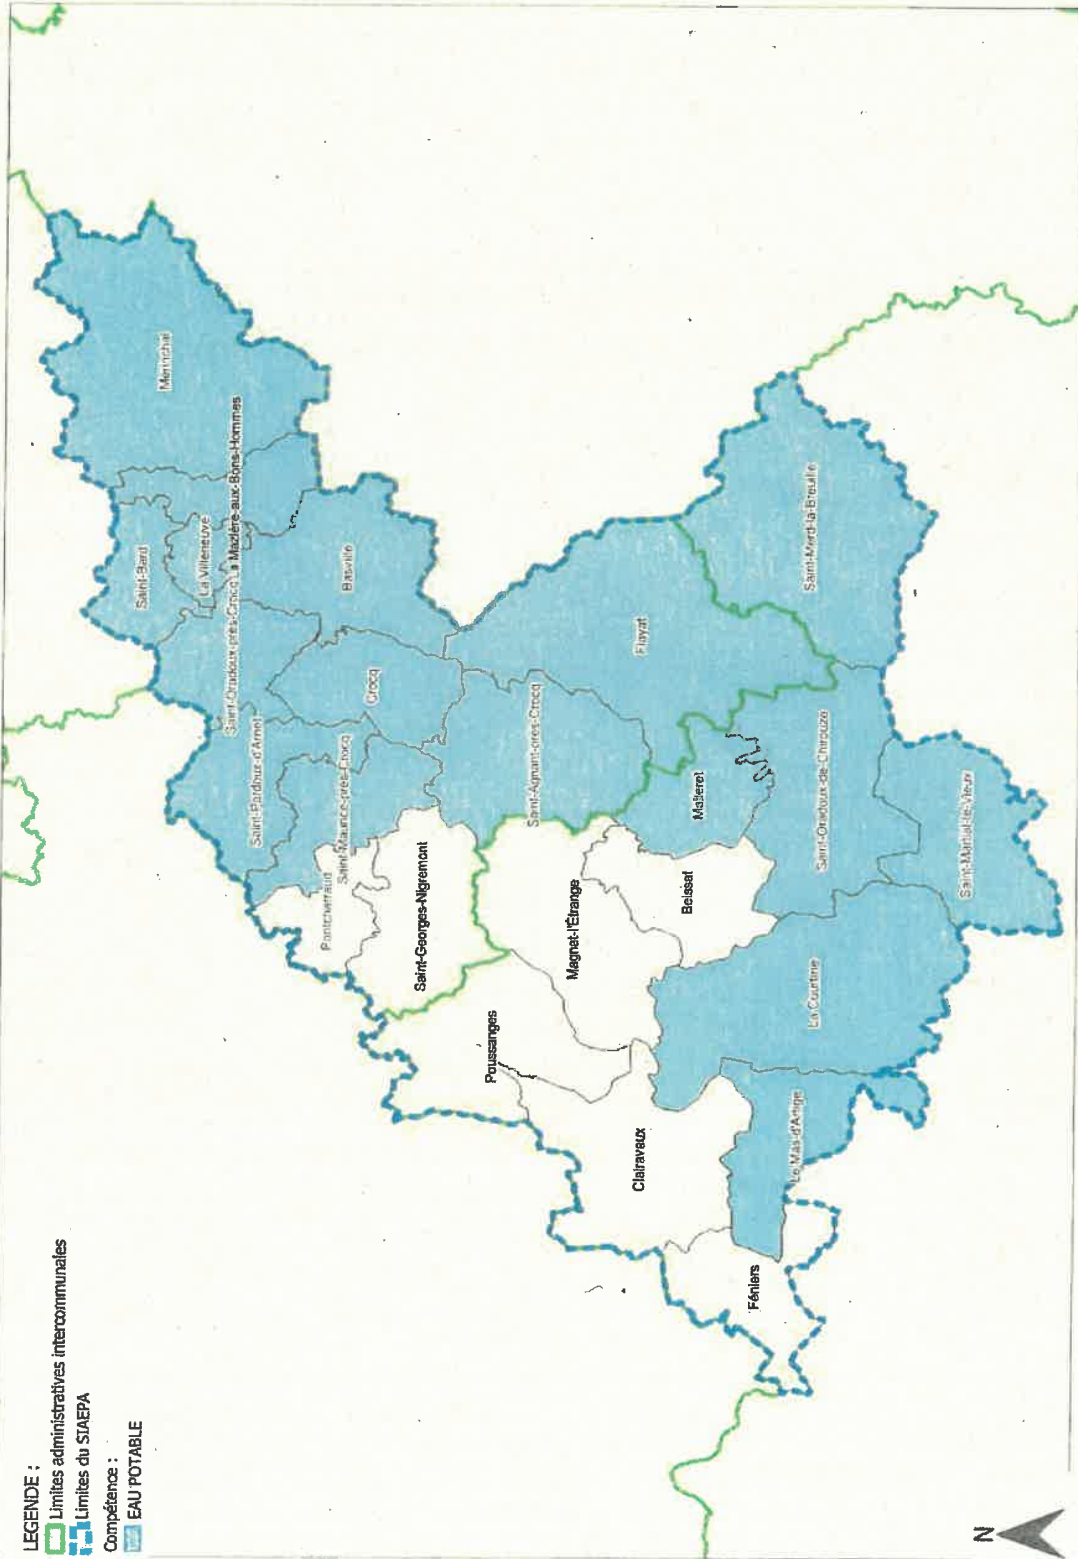 LEGENDE :
Limites administratives intercommunales
Limites du SIAEPA
Compétence :
EAU POTABLE
Mérinchal
Saint-Bard
La Villeneuve
Saint-Oradoux-près-Crocq
La Mazière-aux-Bons-Hommes
Saint-Pardoux-d'Arnet
Basville
Crocq
Saint-Maurice-près-Crocq
Pontcharraud
Saint-Georges-Nigremont
Saint-Agnant-près-Crocq
Flayat
Poussanges
Magnat-l'Étrange
Malleret
Beissat
Saint-Merd-la-Breuille
Saint-Oradoux-de-Chirouze
Clairavaux
La Courtine
Le Mas-d'Artige
Féniers
Saint-Martial-le-Vieux
N